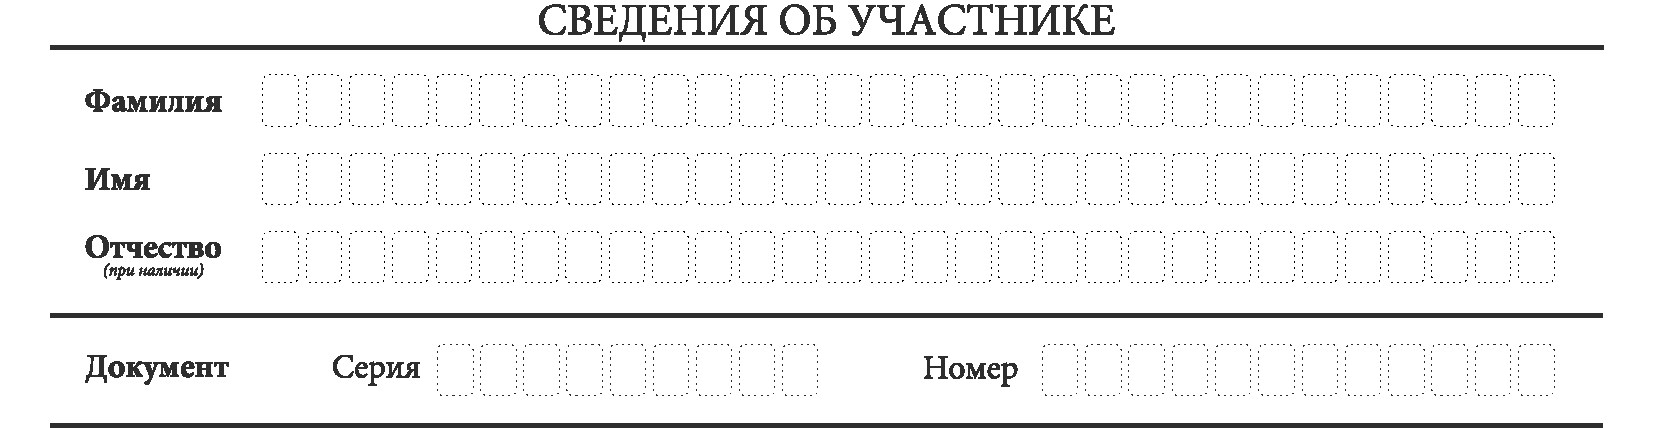 СВЕДЕНИЯ ОБ УЧАСТНИКЕ
Фамилия
Имя
Отчество
(при наличии)
Документ Серия Номер